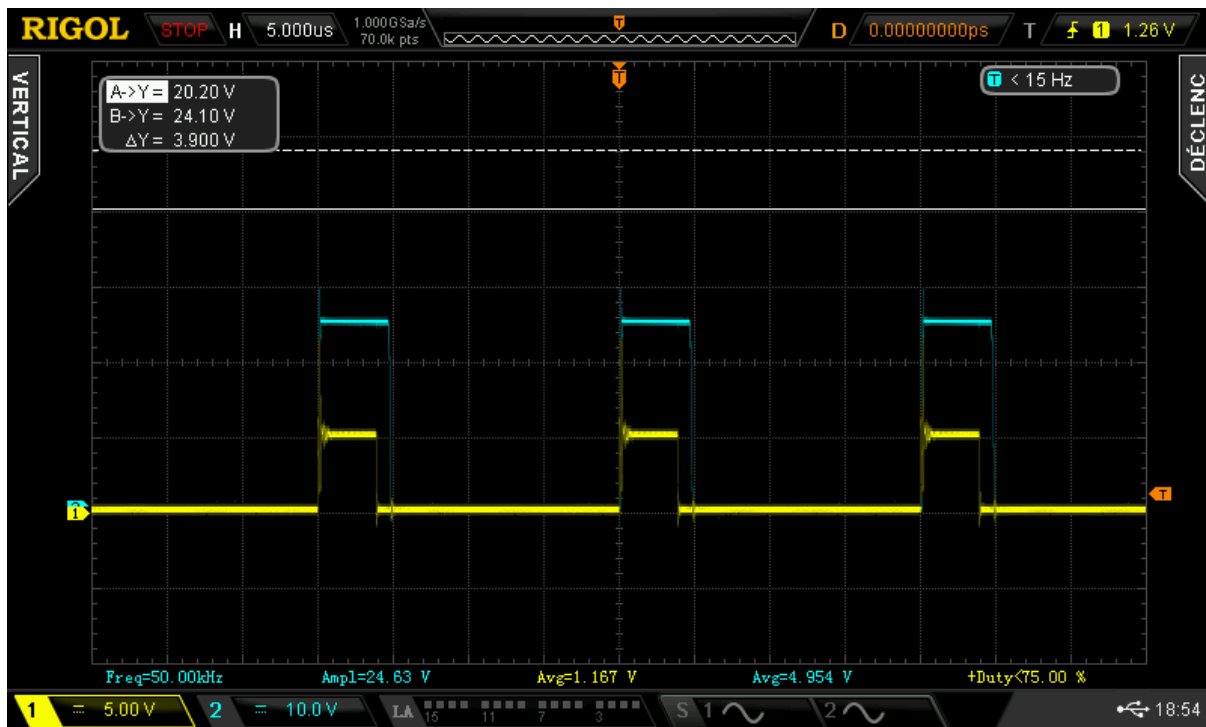 RIGOL STOP H 5.000us 1.000GSa/s 70.0k pts T D 0.00000000ps T 1 1.26 V
VERTICAL
A->Y= 20.20 V
B->Y= 24.10 V
ΔY= 3.900 V
T
T < 15 Hz
DÉCLENC
1
T
Freq=50.00kHz Ampl=24.63 V Avg=1.167 V Avg=4.954 V +Duty<75.00 %
1 = 5.00 V 2 = 10.0 V LA 15 11 7 3 S 1 2 18:54